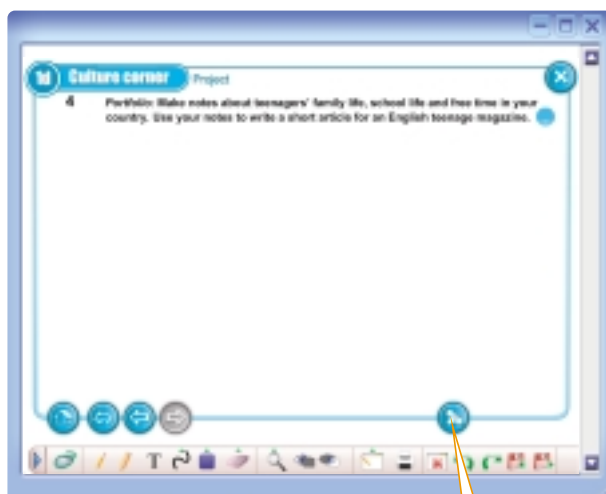 1d Culture corner Project
4 Portfolio: Make notes about teenagers' family life, school life and free time in your
country. Use your notes to write a short article for an English teenage magazine.
T